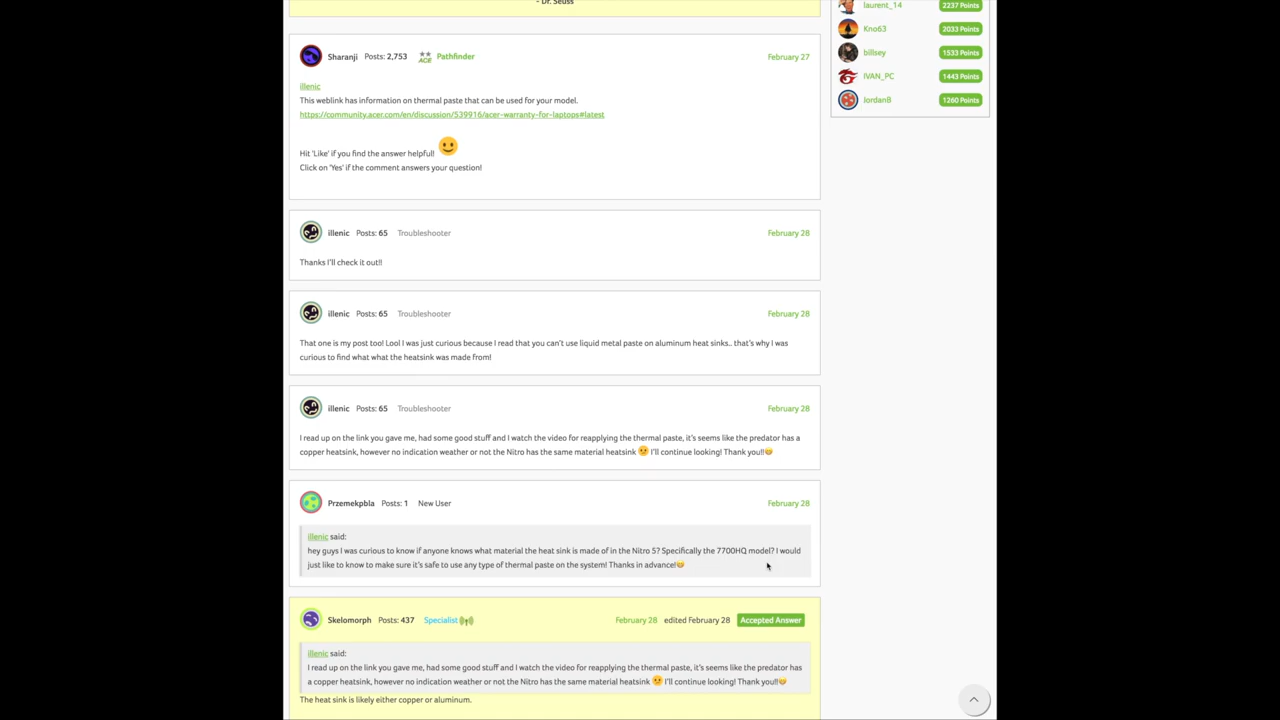 - Dr. Seuss
laurent_14 2237 Points
Kno63 2033 Points
billsey 1533 Points
IVAN_PC 1443 Points
JordanB 1260 Points
Sharanji Posts: 2,753 ACE Pathfinder February 27
illenic
This weblink has information on thermal paste that can be used for your model.
https://community.acer.com/en/discussion/539916/acer-warranty-for-laptops#latest
Hit 'Like' if you find the answer helpful!
Click on 'Yes' if the comment answers your question!
illenic Posts: 65 Troubleshooter February 28
Thanks I'll check it out!!
illenic Posts: 65 Troubleshooter February 28
That one is my post too! Lool I was just curious because I read that you can't use liquid metal paste on aluminum heat sinks.. that's why I was
curious to find what what the heatsink was made from!
illenic Posts: 65 Troubleshooter February 28
I read up on the link you gave me, had some good stuff and I watch the video for reapplying the thermal paste, it's seems like the predator has a
copper heatsink, however no indication weather or not the Nitro has the same material heatsink I'll continue looking! Thank you!!
Przemekpbla Posts: 1 New User February 28
illenic said:
hey guys I was curious to know if anyone knows what material the heat sink is made of in the Nitro 5? Specifically the 7700HQ model? I would
just like to know to make sure it's safe to use any type of thermal paste on the system! Thanks in advance!
Skelomorph Posts: 437 Specialist February 28 edited February 28 Accepted Answer
illenic said:
I read up on the link you gave me, had some good stuff and I watch the video for reapplying the thermal paste, it's seems like the predator has
a copper heatsink, however no indication weather or not the Nitro has the same material heatsink I'll continue looking! Thank you!!
The heat sink is likely either copper or aluminum.